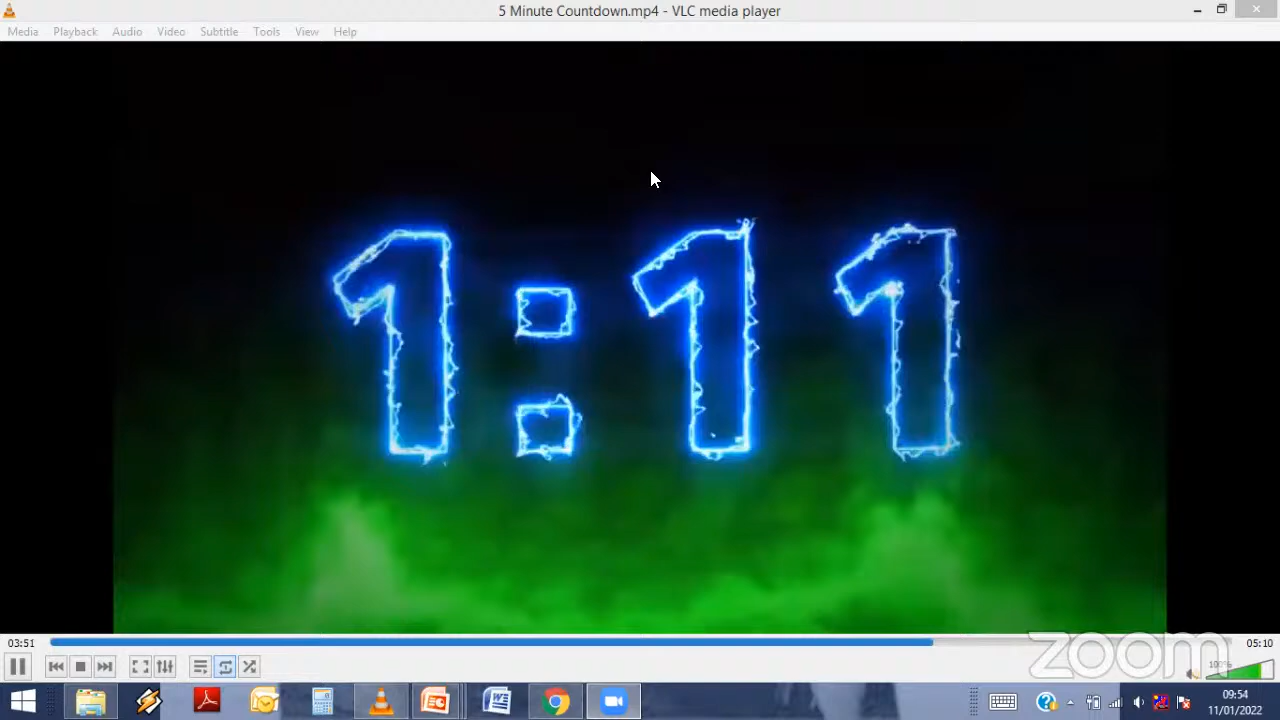 5 Minute Countdown.mp4 - VLC media player
Media Playback Audio Video Subtitle Tools View Help
1:11
03:51
05:10
zoom
100%
09:54
11/01/2022